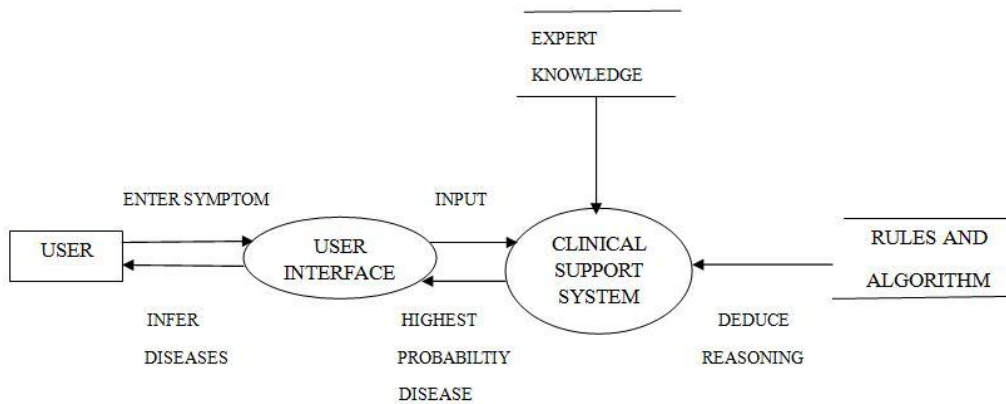 EXPERT
KNOWLEDGE
ENTER SYMPTOM
INPUT
USER
USER
INTERFACE
CLINICAL
SUPPORT
SYSTEM
RULES AND
ALGORITHM
INFER
DISEASES
HIGHEST
PROBABILTIY
DISEASE
DEDUCE
REASONING